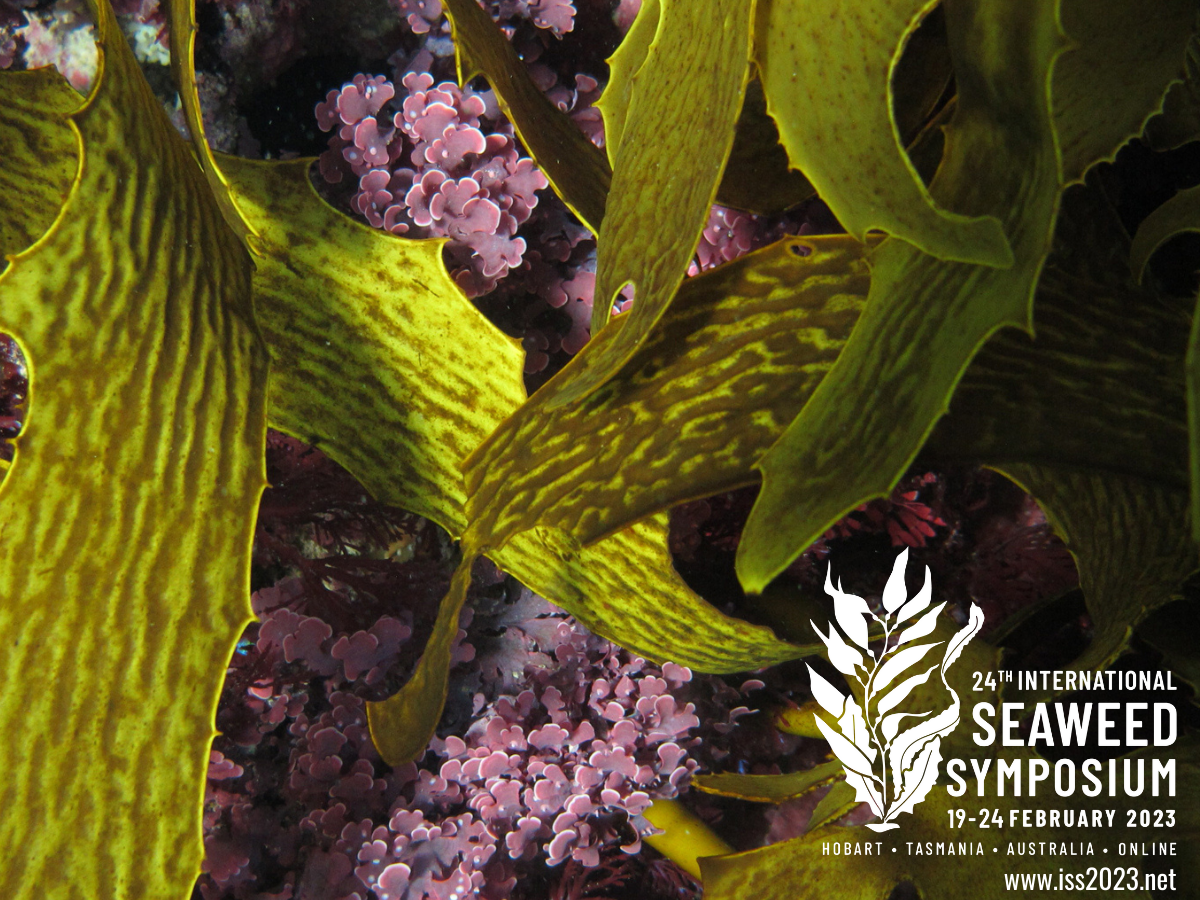 24TH INTERNATIONAL
SEAWEED
SYMPOSIUM
19-24 FEBRUARY 2023
HOBART • TASMANIA • AUSTRALIA • ONLINE
www.iss2023.net